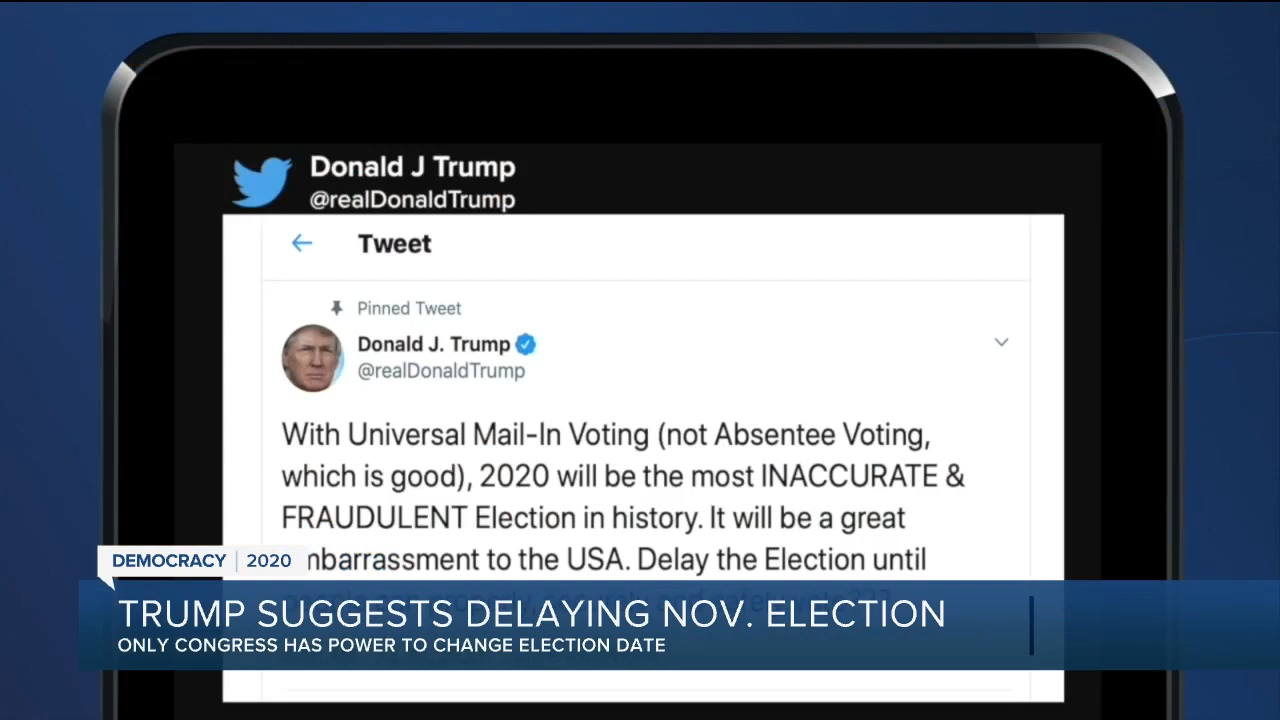 Donald J Trump
@realDonaldTrump
Tweet
Pinned Tweet
Donald J. Trump
@realDonaldTrump
With Universal Mail-In Voting (not Absentee Voting,
which is good), 2020 will be the most INACCURATE &
FRAUDULENT Election in history. It will be a great
mbarrassment to the USA. Delay the Election until
DEMOCRACY | 2020
TRUMP SUGGESTS DELAYING NOV. ELECTION
ONLY CONGRESS HAS POWER TO CHANGE ELECTION DATE